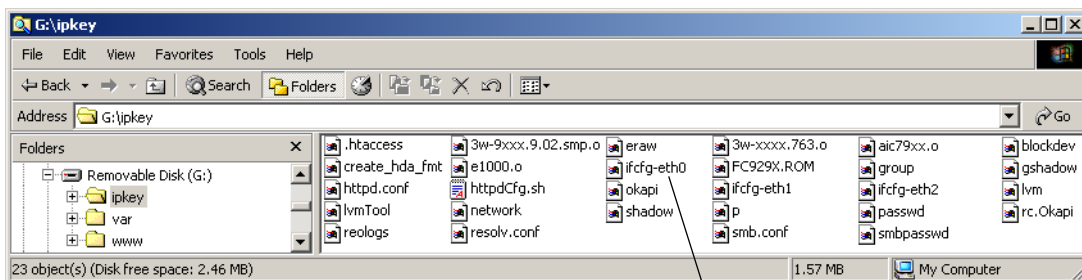 G:\ipkey
File Edit View Favorites Tools Help
Back Search Folders
Address G:\ipkey Go
Folders
Removable Disk (G:)
ipkey
var
www
.htaccess 3w-9xxx.9.02.smp.o eraw 3w-xxxx.763.o aic79xx.o blockdev
create_hda_fmt e1000.o ifcfg-eth0 FC929X.ROM group gshadow
httpd.conf httpdCfg.sh okapi ifcfg-eth1 ifcfg-eth2 lvm
lvmTool network shadow p passwd rc.Okapi
reologs resolv.conf smb.conf smbpasswd
23 object(s) (Disk free space: 2.46 MB) 1.57 MB My Computer